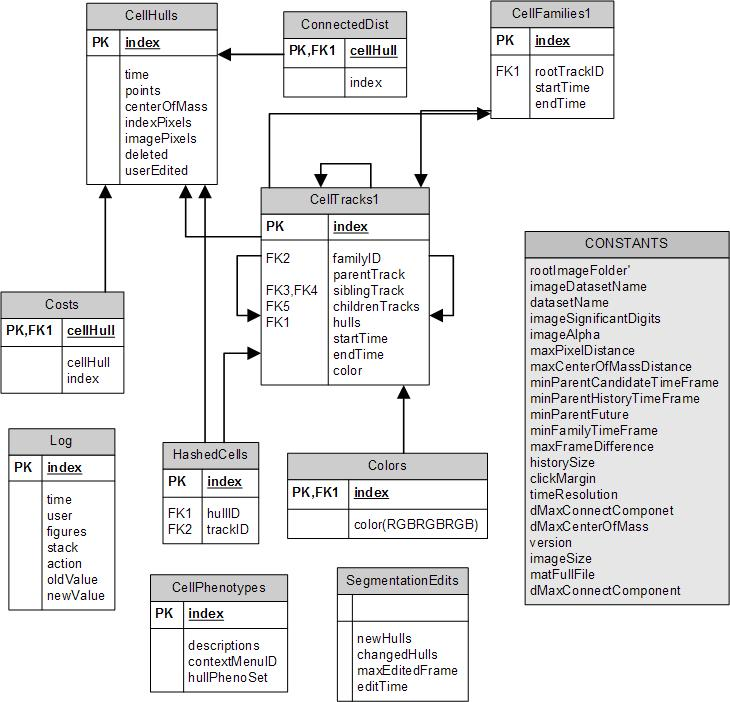 CellHulls
PK index
time
points
centerOfMass
indexPixels
imagePixels
deleted
userEdited
ConnectedDist
PK,FK1 cellHull
index
CellFamilies1
PK index
FK1 rootTrackID
startTime
endTime
CellTracks1
PK index
FK2 familyID
parentTrack
FK3,FK4 siblingTrack
FK5 childrenTracks
FK1 hulls
startTime
endTime
color
CONSTANTS
rootImageFolder'
imageDatasetName
datasetName
imageSignificantDigits
imageAlpha
maxPixelDistance
maxCenterOfMassDistance
minParentCandidateTimeFrame
minParentHistoryTimeFrame
minParentFuture
minFamilyTimeFrame
maxFrameDifference
historySize
clickMargin
timeResolution
dMaxConnectComponet
dMaxCenterOfMass
version
imageSize
matFullFile
dMaxConnectComponent
Costs
PK,FK1 cellHull
cellHull
index
Log
PK index
time
user
figures
stack
action
oldValue
newValue
HashedCells
PK index
FK1 hullID
FK2 trackID
Colors
PK,FK1 index
color(RGBRGBRGB)
CellPhenotypes
PK index
descriptions
contextMenuID
hullPhenoSet
SegmentationEdits
newHulls
changedHulls
maxEditedFrame
editTime